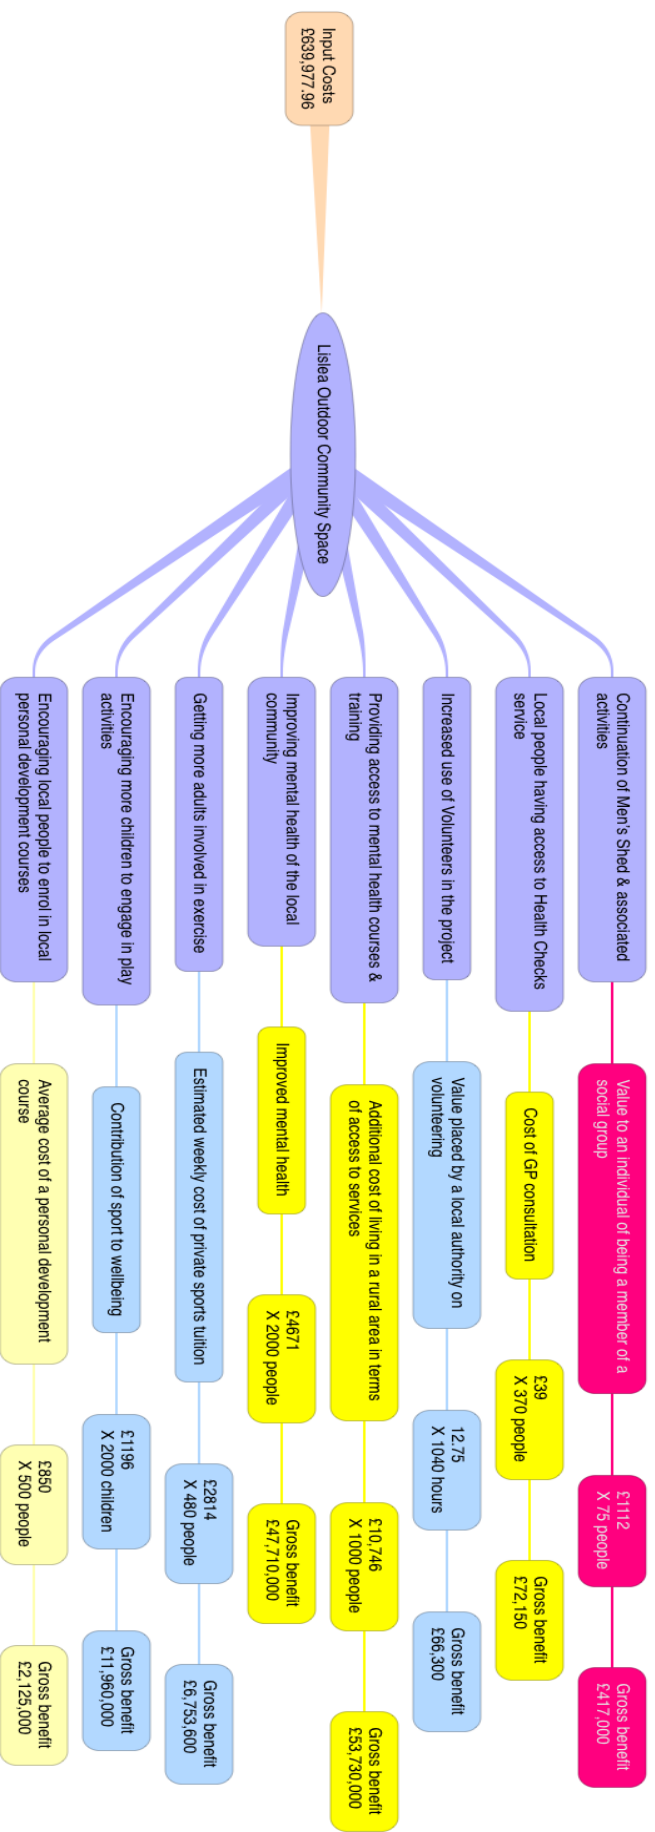 Input Costs
£639,977.96
Lislea Outdoor Community Space
Continuation of Men's Shed & associated
activities
Value to an individual of being a member of a
social group
£1112
X 75 people
Gross benefit
£417,000
Local people having access to Health Checks
service
Cost of GP consultation
£39
X 370 people
Gross benefit
£72,150
Increased use of Volunteers in the project
Value placed by a local authority on
volunteering
12.75
X 1040 hours
Gross benefit
£66,300
Providing access to mental health courses &
training
Additional cost of living in a rural area in terms
of access to services
£10,746
X 1000 people
Gross benefit
£53,730,000
Improving mental health of the local
community
Improved mental health
£4671
X 2000 people
Gross benefit
£47,710,000
Getting more adults involved in exercise
Estimated weekly cost of private sports tuition
£2814
X 480 people
Gross benefit
£6,753,600
Encouraging more children to engage in play
activities
Contribution of sport to wellbeing
£1196
X 2000 children
Gross benefit
£11,960,000
Encouraging local people to enrol in local
personal development courses
Average cost of a personal development
course
£850
X 500 people
Gross benefit
£2,125,000